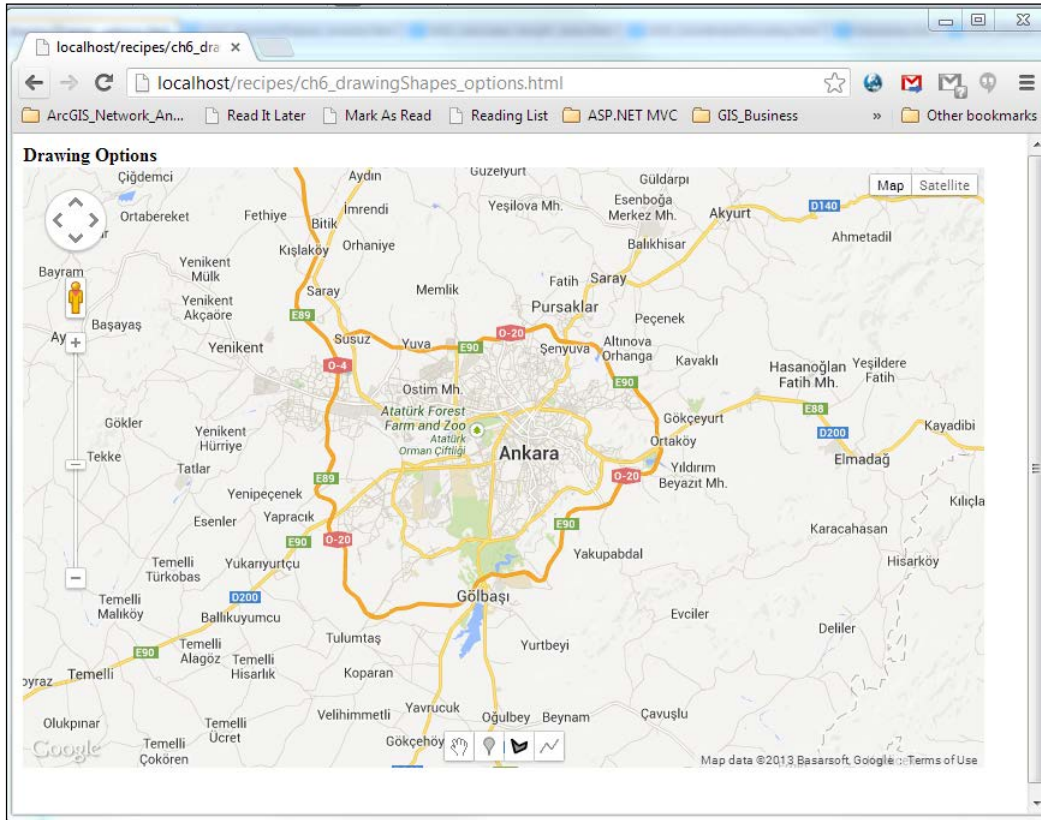 localhost/recipes/ch6_dra
localhost/recipes/ch6_drawingShapes_options.html
ArcGIS_Network_An... Read It Later Mark As Read Reading List ASP.NET MVC GIS_Business » Other bookmarks
Drawing Options
Map Satellite
Çiğdemci
Aydın
Güzelyurt
Güldarpı
Ortabereket
Fethiye
İmrendi
Bitik
Yeşilova Mh.
Esenboğa
Merkez Mh.
Akyurt
D140
Kışlaköy
Orhaniye
Balıkhisar
Ahmetadil
Bayram
Yenikent
Mülk
Fatih
Saray
Saray
Memlik
Yenikent
Akçaöre
Pursaklar
E89
Peçenek
Başayaş
Ay
Susuz
Yuva
E90
O-20
Şenyuva
Altınova
Orhanga
Yenikent
O-4
Kavaklı
Hasanoğlan
Fatih Mh.
Yeşildere
Fatih
Ostim Mh.
E90
Atatürk Forest
Farm and Zoo
Atatürk
Orman Çiftliği
Gökçeyurt
E88
D200
Gökler
Yenikent
Hürriye
Kayadibi
Ortaköy
Ankara
Tekke
Tatlar
Elmadağ
E89
O-20
Yıldırım
Beyazıt Mh.
Yenipeçenek
Kılıçla
Esenler
Yapracık
E90
Karacahasan
E90
O-20
Yakupabdal
Temelli
Türkobas
Yukarıyurtçu
Hisarköy
Temelli
Malıköy
D200
Gölbaşı
Ballıkuyumcu
Evciler
Deliler
Tulumtaş
E90
Temelli
Alagöz
Temelli
Hisarlık
Yurtbeyi
Koparan
Temelli
oyraz
Yavrucuk
Velihimmetli
Oğulbey
Beynam
Çavuşlu
Olukpınar
Temelli
Ücret
Gökçehöy
Temelli
Çokören
Google
Map data ©2013 Basarsoft, Google - Terms of Use